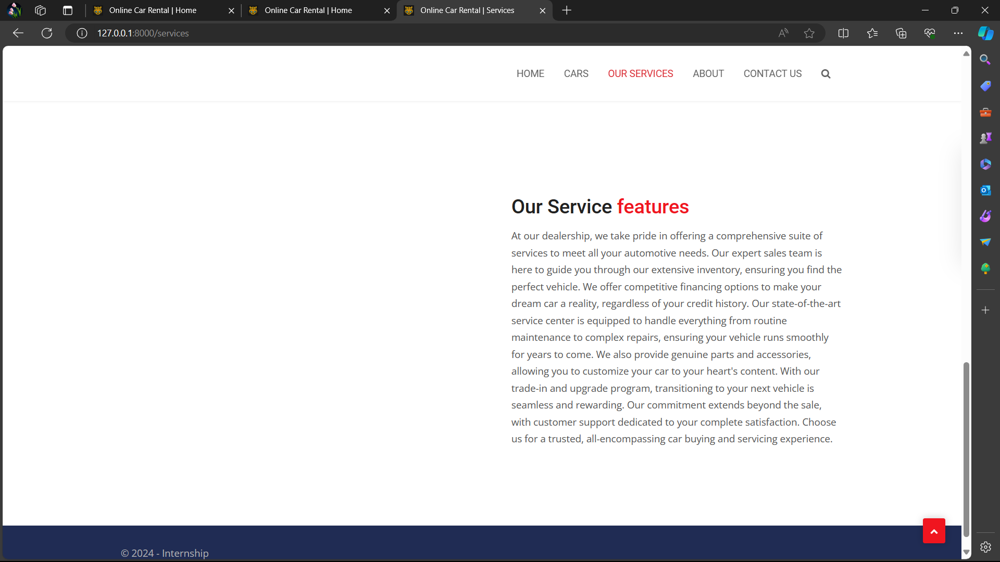 Online Car Rental | Home
Online Car Rental | Home
Online Car Rental | Services
127.0.0.1:8000/services
HOME CARS OUR SERVICES ABOUT CONTACT US
Our Service features
At our dealership, we take pride in offering a comprehensive suite of
services to meet all your automotive needs. Our expert sales team is
here to guide you through our extensive inventory, ensuring you find the
perfect vehicle. We offer competitive financing options to make your
dream car a reality, regardless of your credit history. Our state-of-the-art
service center is equipped to handle everything from routine
maintenance to complex repairs, ensuring your vehicle runs smoothly
for years to come. We also provide genuine parts and accessories,
allowing you to customize your car to your heart's content. With our
trade-in and upgrade program, transitioning to your next vehicle is
seamless and rewarding. Our commitment extends beyond the sale,
with customer support dedicated to your complete satisfaction. Choose
us for a trusted, all-encompassing car buying and servicing experience.
© 2024 - Internship